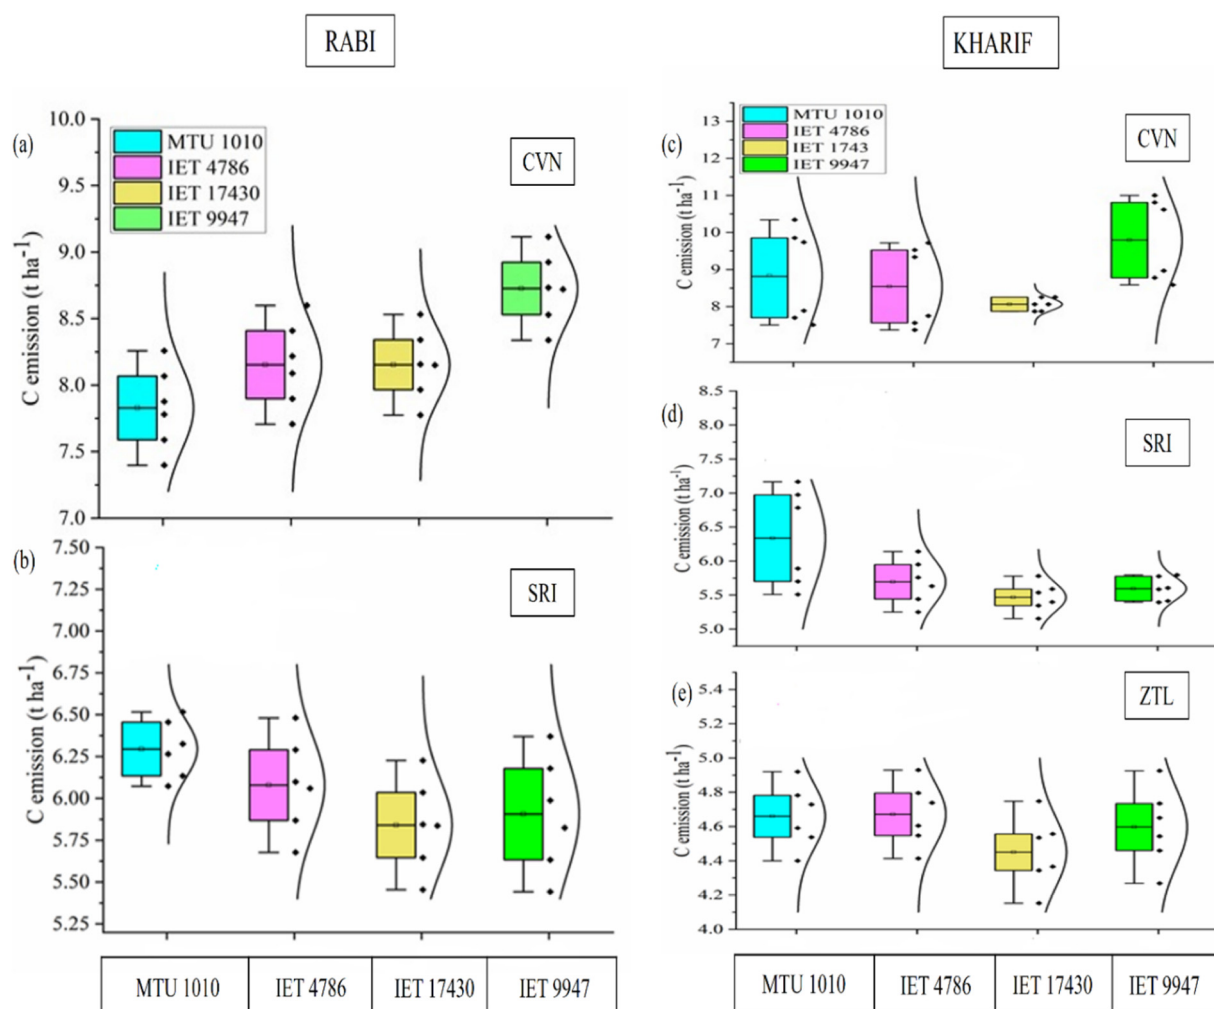 RABI
KHARIF
(a)
C emission (t ha⁻¹)
10.0
9.5
9.0
8.5
8.0
7.5
7.0
MTU 1010
IET 4786
IET 17430
IET 9947
CVN
(b)
C emission (t ha⁻¹)
7.50
7.25
7.00
6.75
6.50
6.25
6.00
5.75
5.50
5.25
SRI
MTU 1010
IET 4786
IET 17430
IET 9947
(c)
C emission (t ha⁻¹)
13
12
11
10
9
8
7
MTU 1010
IET 4786
IET 1743
IET 9947
CVN
(d)
C emission (t ha⁻¹)
8.5
8.0
7.5
7.0
6.5
6.0
5.5
5.0
SRI
(e)
C emission (t ha⁻¹)
5.4
5.2
5.0
4.8
4.6
4.4
4.2
4.0
ZTL
MTU 1010
IET 4786
IET 17430
IET 9947